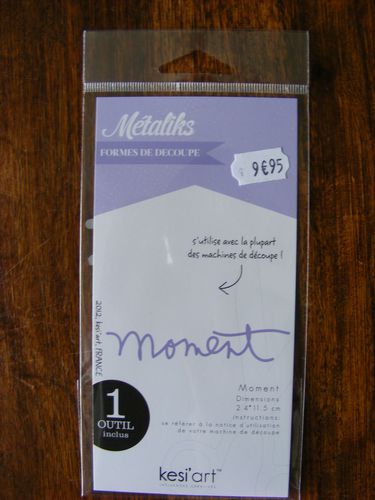 Métaliks
FORMES DE DECOUPE
9€95
s'utilise avec la plupart
des machines de découpe !
2012, kesi'art, FRANCE
moment
1
OUTIL
inclus
Moment
Dimensions
2.4*11.5 cm
instructions:
se référer à la notice d'utilisation
de votre machine de découpe
kesi'art™